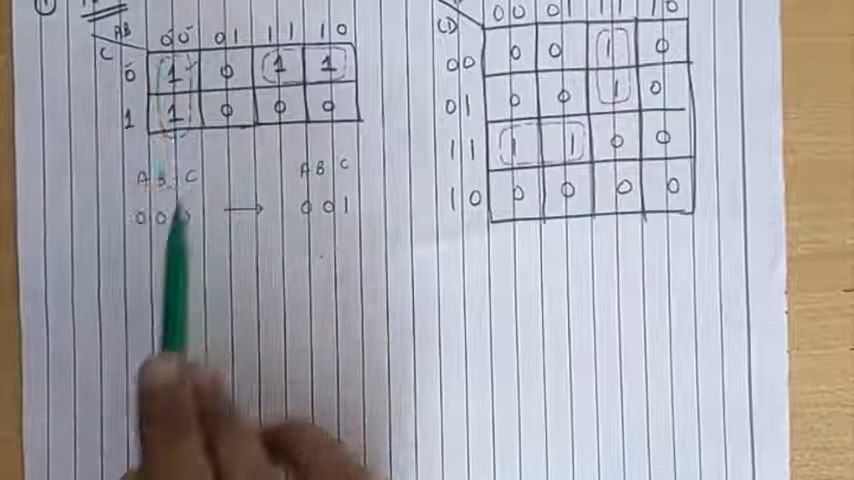 1
AB
C
00 01 11 10
0 1 0 1 1
1 1 0 0 0
A B C A B C
0 0 → 0 0 1
CD
00 01 11 10
00 0 0 1 0
01 0 0 1 0
11 1 1 0 0
10 0 0 0 0